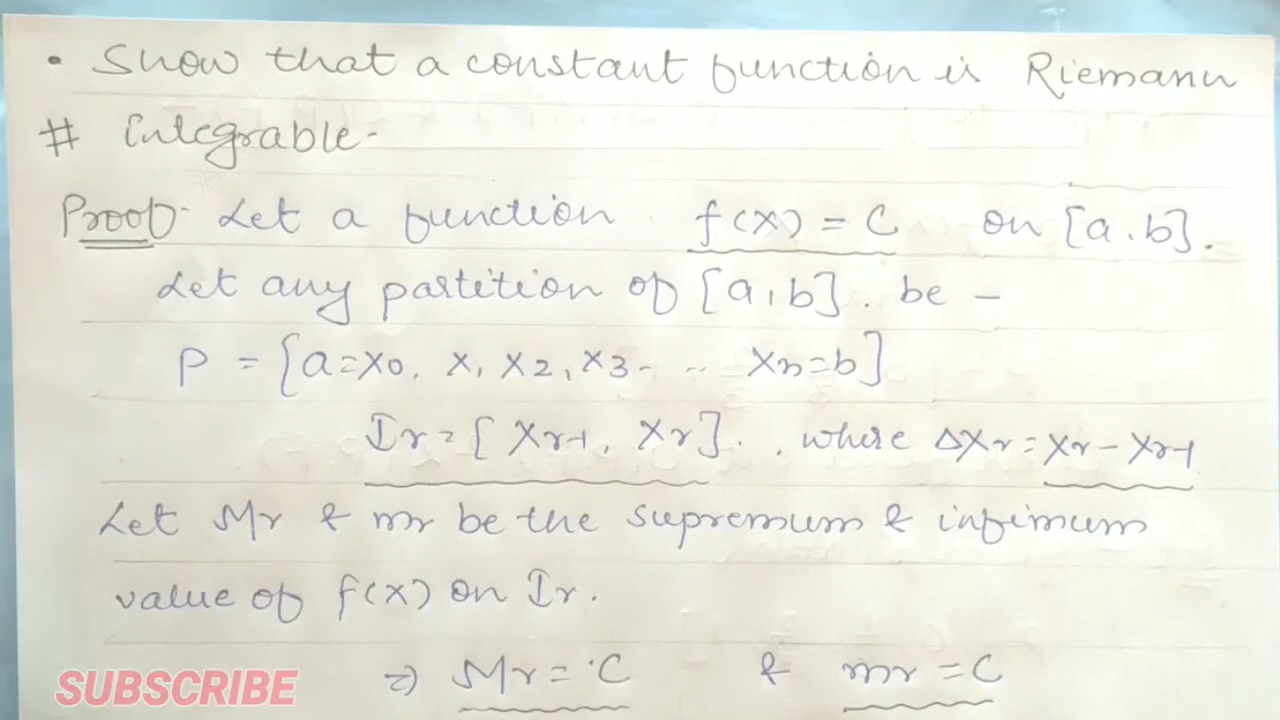 • Show that a constant function is Riemann
# integrable-
Proof- Let a function f(x) = C on [a, b].
Let any partition of [a, b]. be -
P = [a=x0, x1 x2, x3- -- xn=b]
Ir = [xr-1, xr]. , where Δxr = xr - xr-1
Let Mr & mr be the supremum & infimum
value of f(x) on Ir.
=) Mr = C & mr = C
SUBSCRIBE